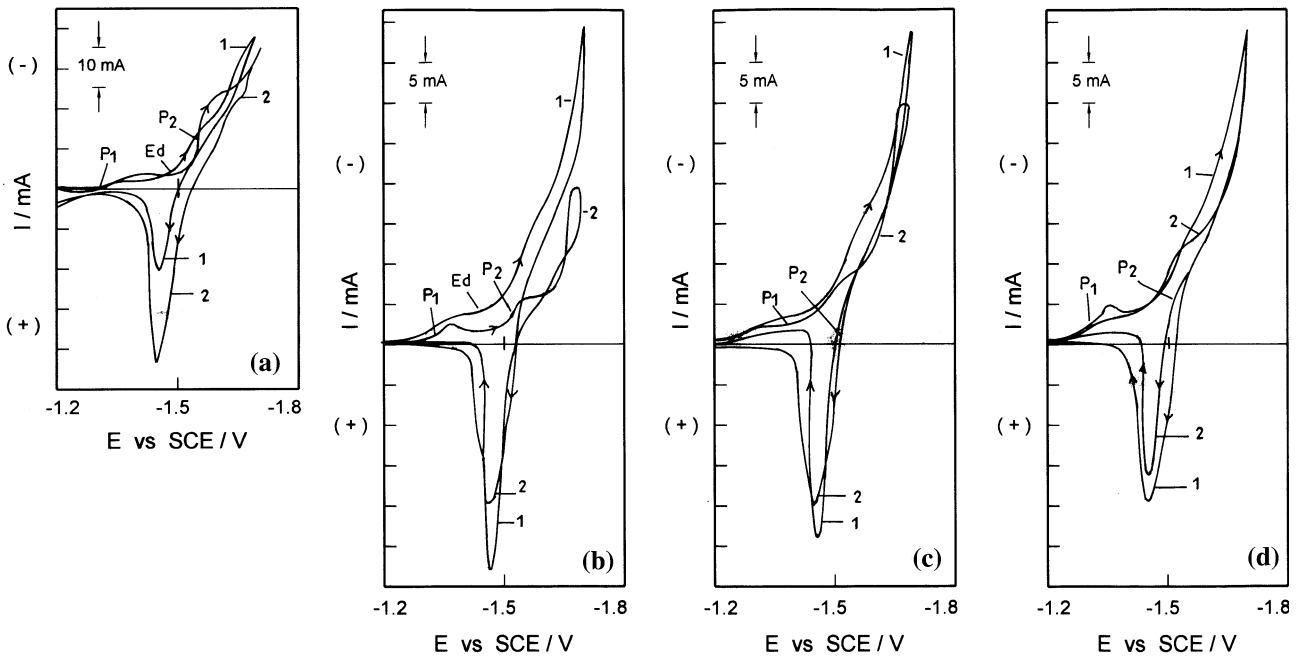 ( - )
10 mA
1
2
P2
P1
Ed
I / mA
1
2
( + )
(a)
-1.2 -1.5 -1.8
E vs SCE / V
5 mA
1
( - )
2
P2
Ed
P1
I / mA
( + )
2
1
(b)
-1.2 -1.5 -1.8
E vs SCE / V
5 mA
1
( - )
2
P2
P1
I / mA
( + )
2
1
(c)
-1.2 -1.5 -1.8
E vs SCE / V
5 mA
( - )
1
2
P2
P1
I / mA
( + )
2
1
(d)
-1.2 -1.5 -1.8
E vs SCE / V